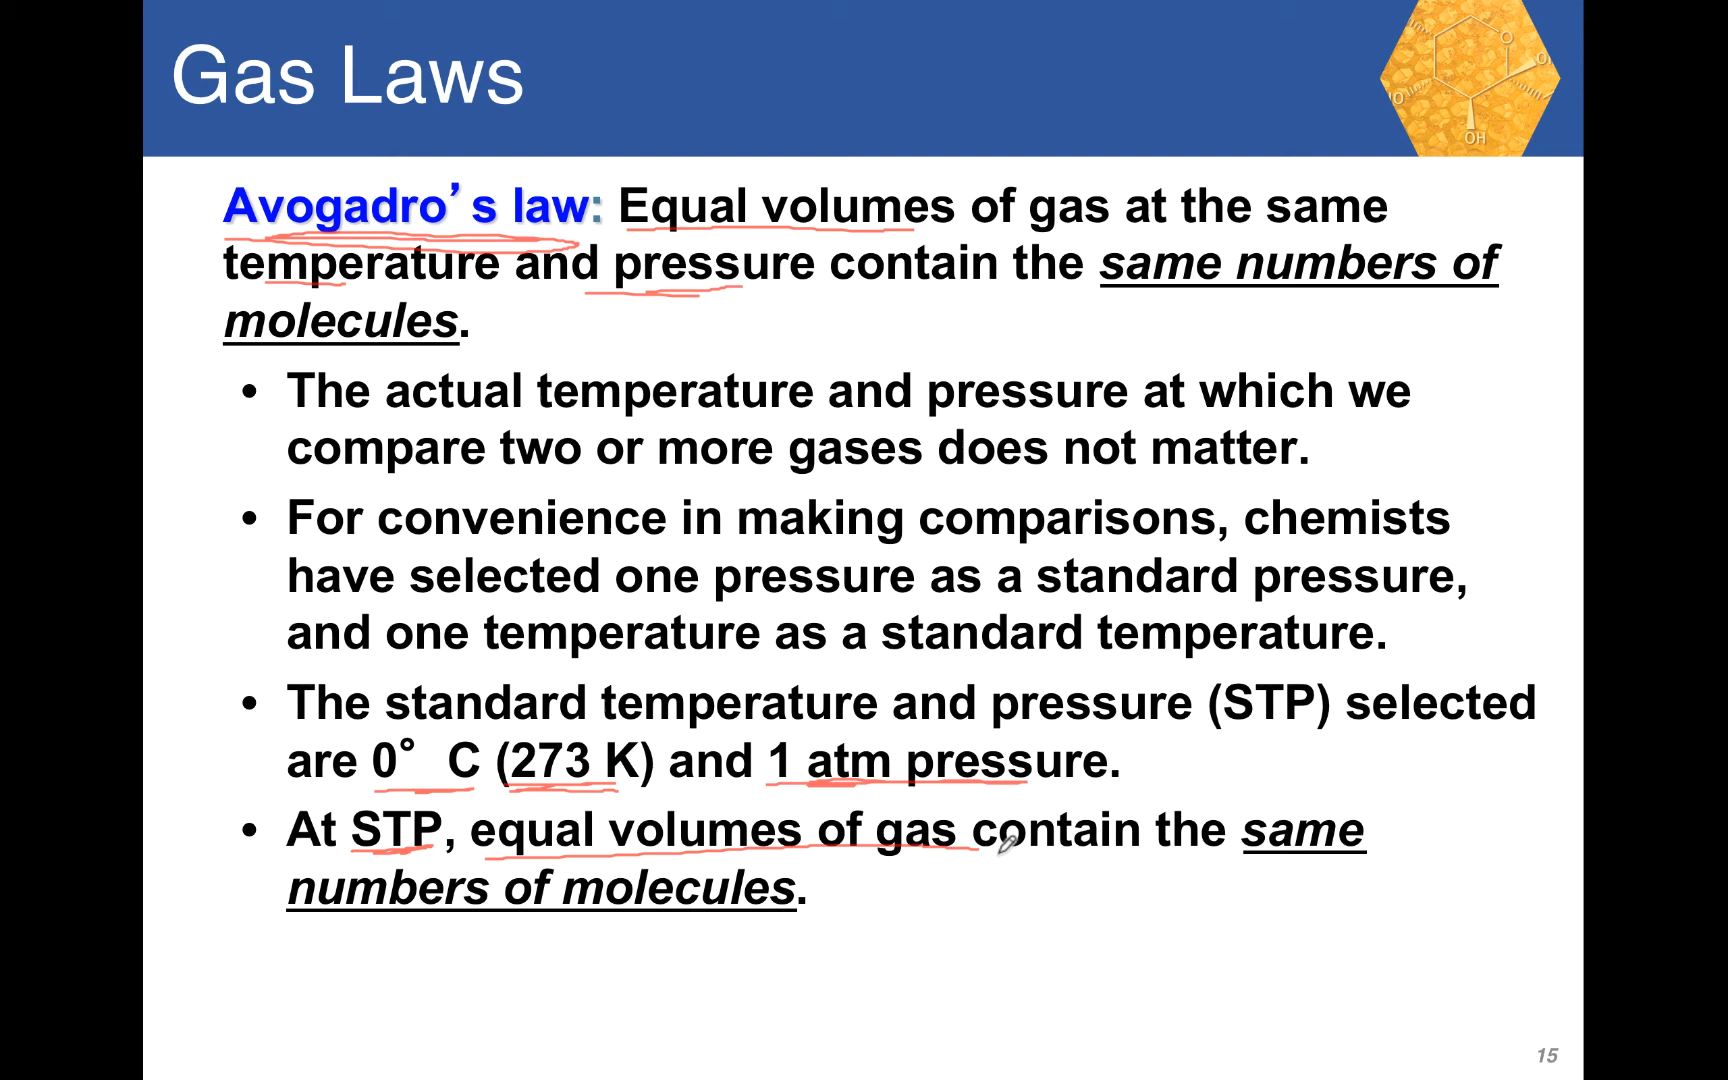 Gas Laws
O
OH
HO
OH
Avogadro’s law: Equal volumes of gas at the same
temperature and pressure contain the same numbers of
molecules.
• The actual temperature and pressure at which we
compare two or more gases does not matter.
• For convenience in making comparisons, chemists
have selected one pressure as a standard pressure,
and one temperature as a standard temperature.
• The standard temperature and pressure (STP) selected
are 0° C (273 K) and 1 atm pressure.
• At STP, equal volumes of gas contain the same
numbers of molecules.
15